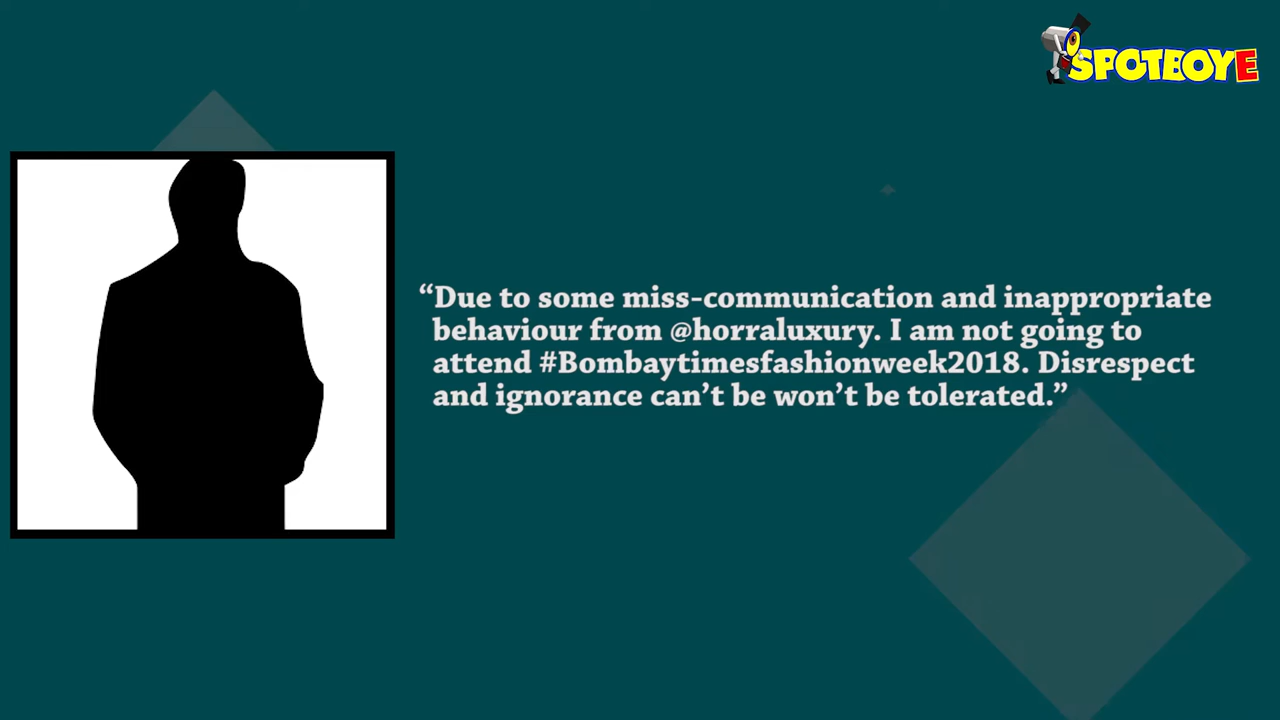 SPOTBOYE
“Due to some miss-communication and inappropriate
behaviour from @horraluxury. I am not going to
attend #Bombaytimesfashionweek2018. Disrespect
and ignorance can’t be won’t be tolerated.”